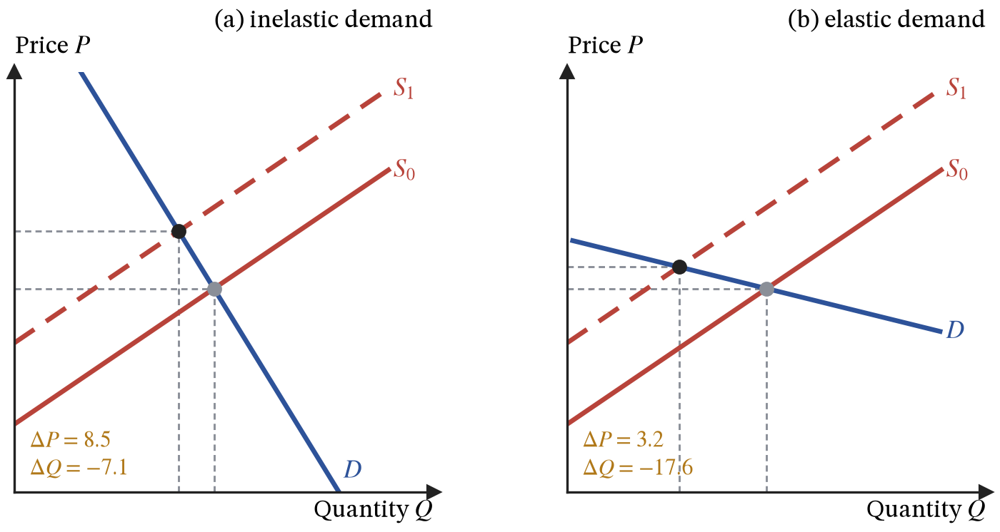 (a) inelastic demand
Price P
S₁
S₀
ΔP = 8.5
ΔQ = −7.1
D
Quantity Q
(b) elastic demand
Price P
S₁
S₀
D
ΔP = 3.2
ΔQ = −17.6
Quantity Q